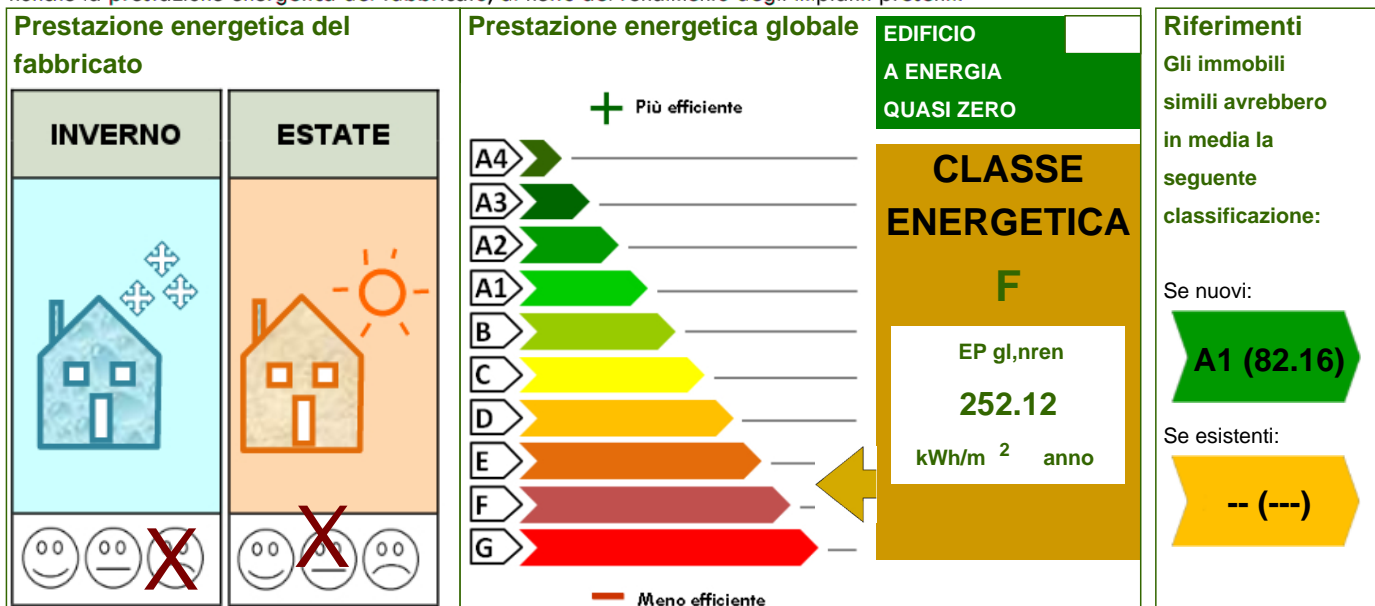 Prestazione energetica del
fabbricato
INVERNO
ESTATE
X
X
Prestazione energetica globale
Più efficiente
A4
A3
A2
A1
B
C
D
E
F
G
Meno efficiente
EDIFICIO
A ENERGIA
QUASI ZERO
CLASSE
ENERGETICA
F
EP gl,nren
252.12
kWh/m 2 anno
Riferimenti
Gli immobili
simili avrebbero
in media la
seguente
classificazione:
Se nuovi:
A1 (82.16)
Se esistenti:
-- (---)